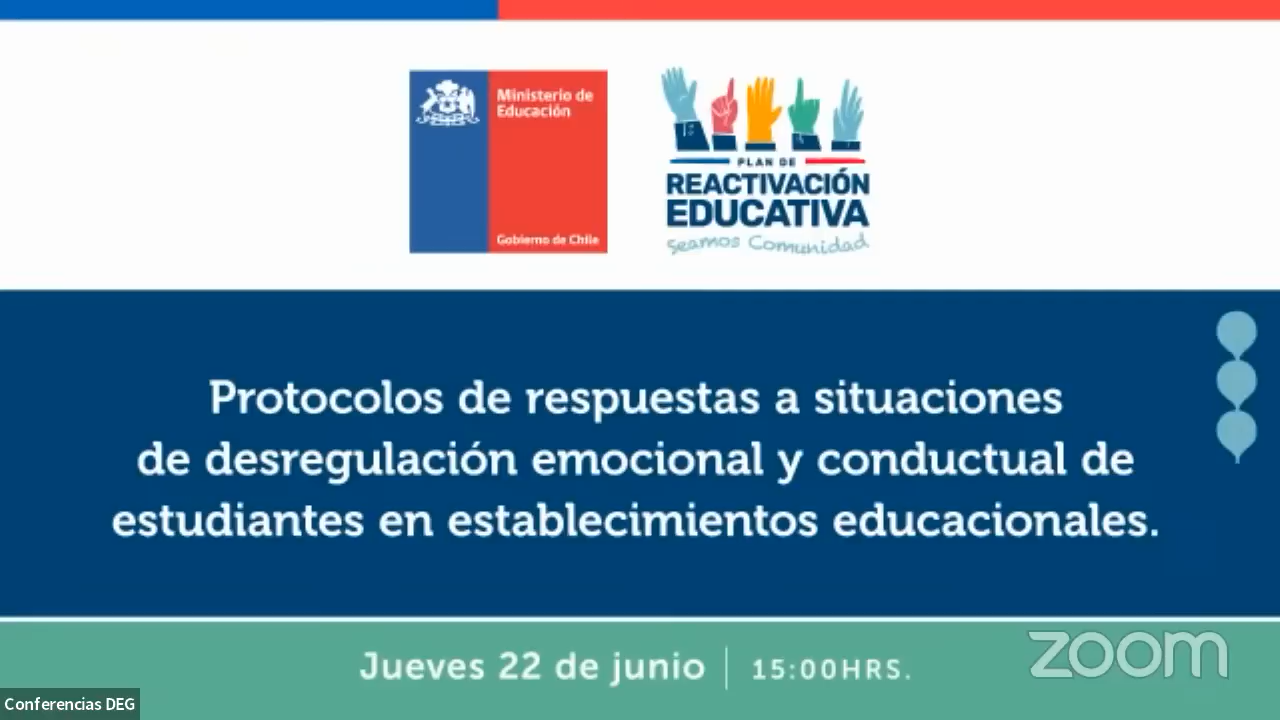 Ministerio de
Educación
Gobierno de Chile
PLAN DE
REACTIVACIÓN
EDUCATIVA
Seamos Comunidad
Protocolos de respuestas a situaciones
de desregulación emocional y conductual de
estudiantes en establecimientos educacionales.
Jueves 22 de junio | 15:00HRS.
zoom
Conferencias DEG